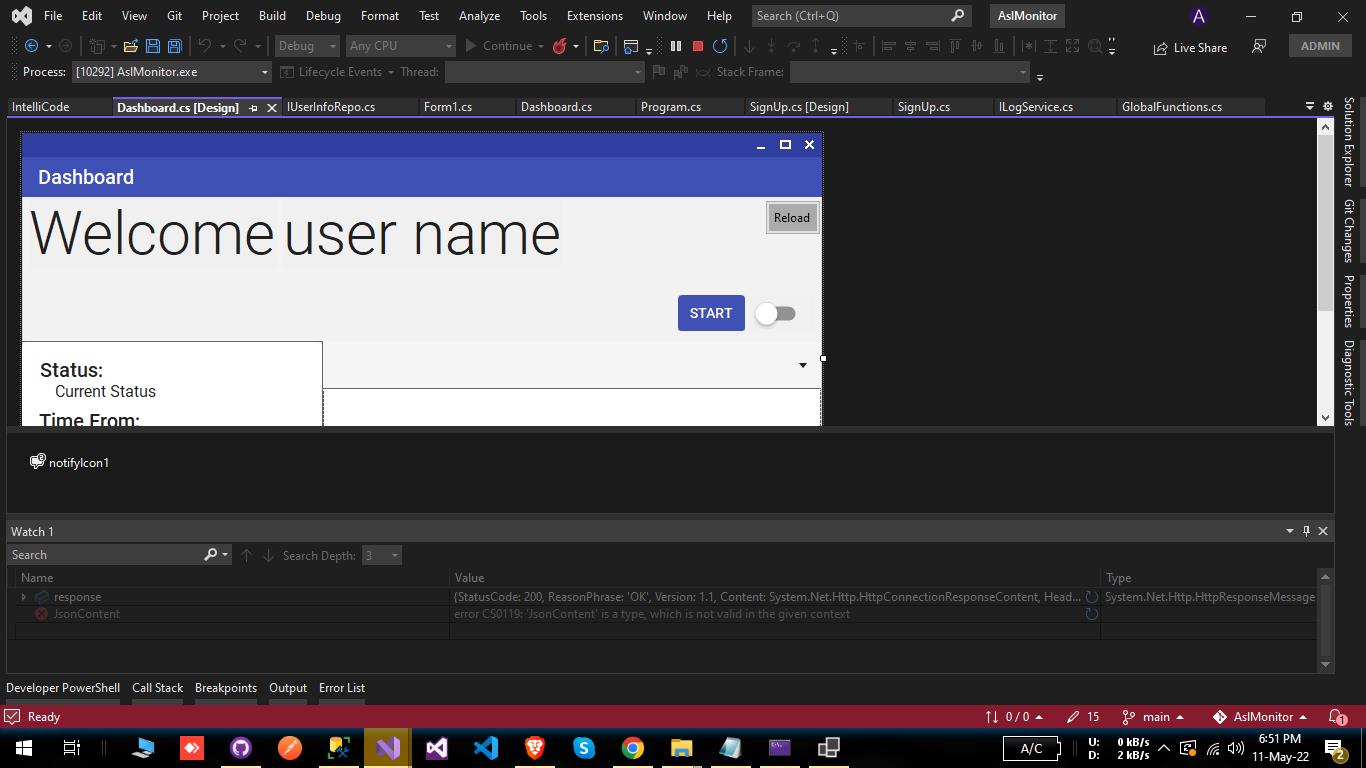 File Edit View Git Project Build Debug Format Test Analyze Tools Extensions Window Help Search (Ctrl+Q) AslMonitor A
Debug Any CPU Continue Live Share ADMIN
Process: [10292] AslMonitor.exe Lifecycle Events Thread: Stack Frame:
IntelliCode Dashboard.cs [Design] IUserInfoRepo.cs Form1.cs Dashboard.cs Program.cs SignUp.cs [Design] SignUp.cs ILogService.cs GlobalFunctions.cs
Solution Explorer
Git Changes
Properties
Diagnostic Tools
Dashboard
Welcome user name
Reload
START
Status:
Current Status
Time From:
notifyIcon1
Watch 1
Search Search Depth: 3
Name Value Type
response {StatusCode: 200, ReasonPhrase: 'OK', Version: 1.1, Content: System.Net.Http.HttpConnectionResponseContent, Head... System.Net.Http.HttpResponseMessage
JsonContent error CS0119: 'JsonContent' is a type, which is not valid in the given context
Developer PowerShell Call Stack Breakpoints Output Error List
Ready 0 / 0 15 main AslMonitor 1
A/C U: 0 kB/s 6:51 PM
D: 2 kB/s 11-May-22 2